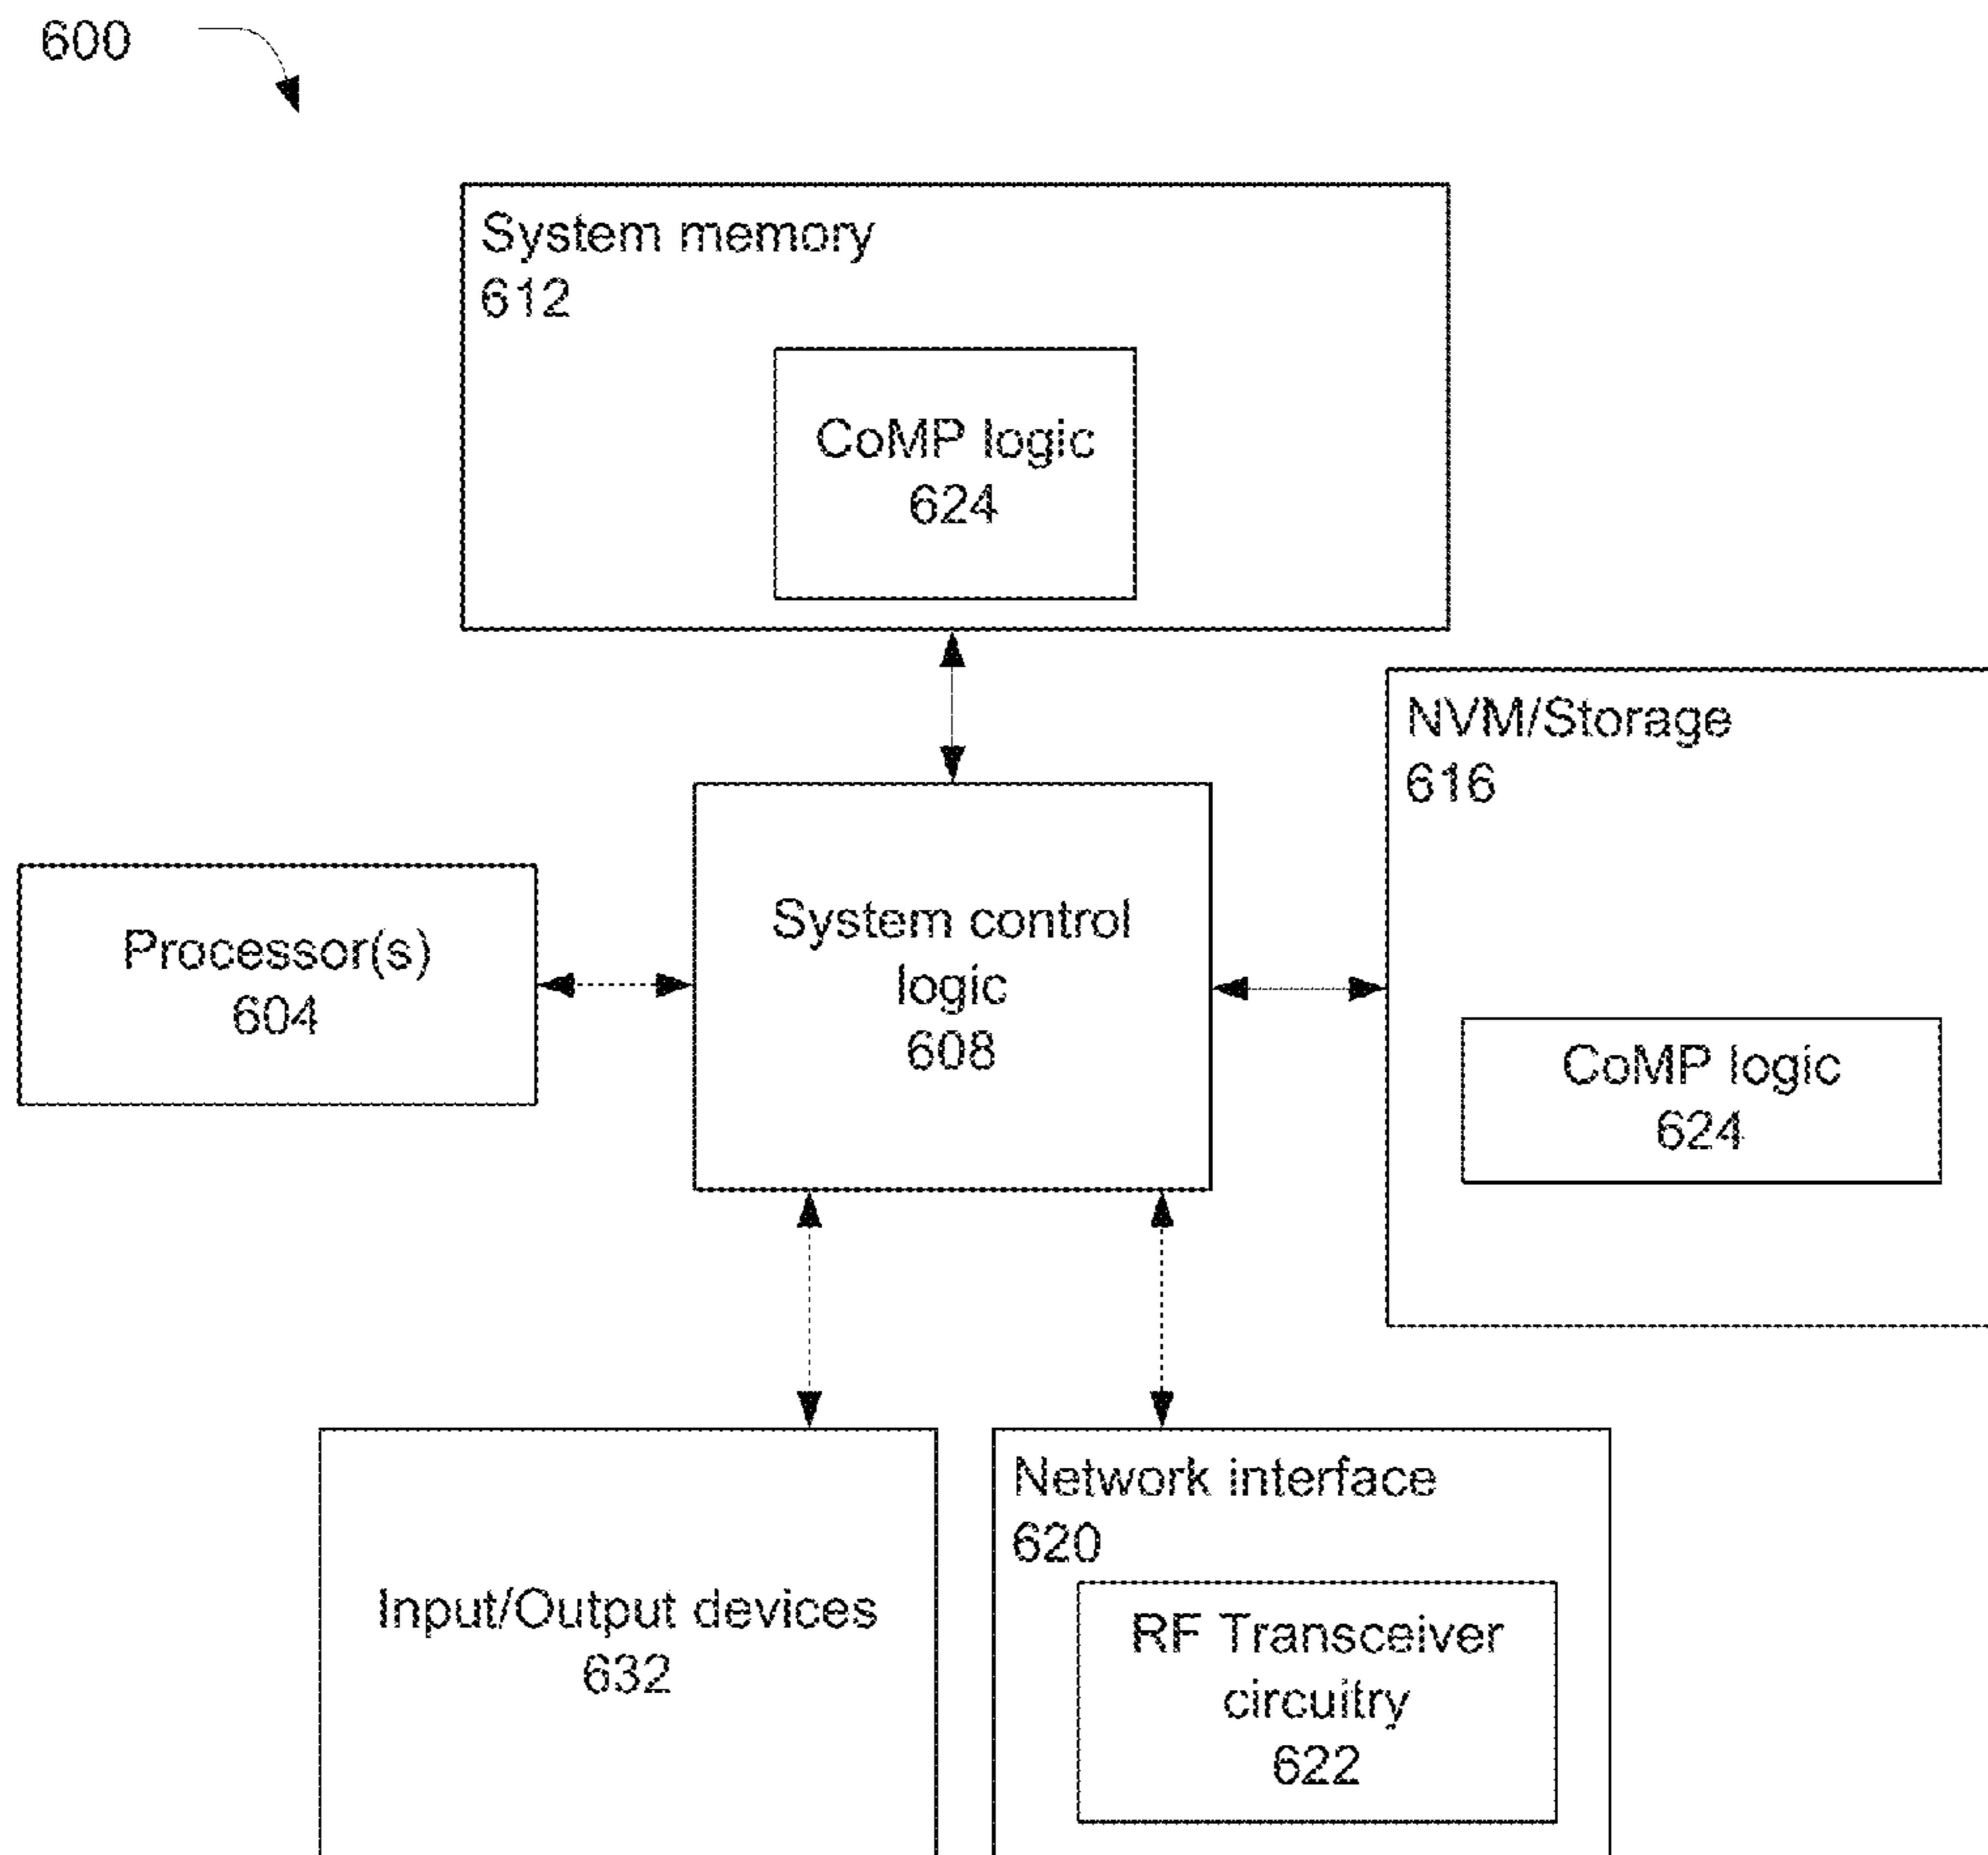 600
System memory
612
CoMP logic
624
NVM/Storage
616
Processor(s)
604
System control
logic
608
CoMP logic
624
Input/Output devices
632
Network interface
620
RF Transceiver
circuitry
622